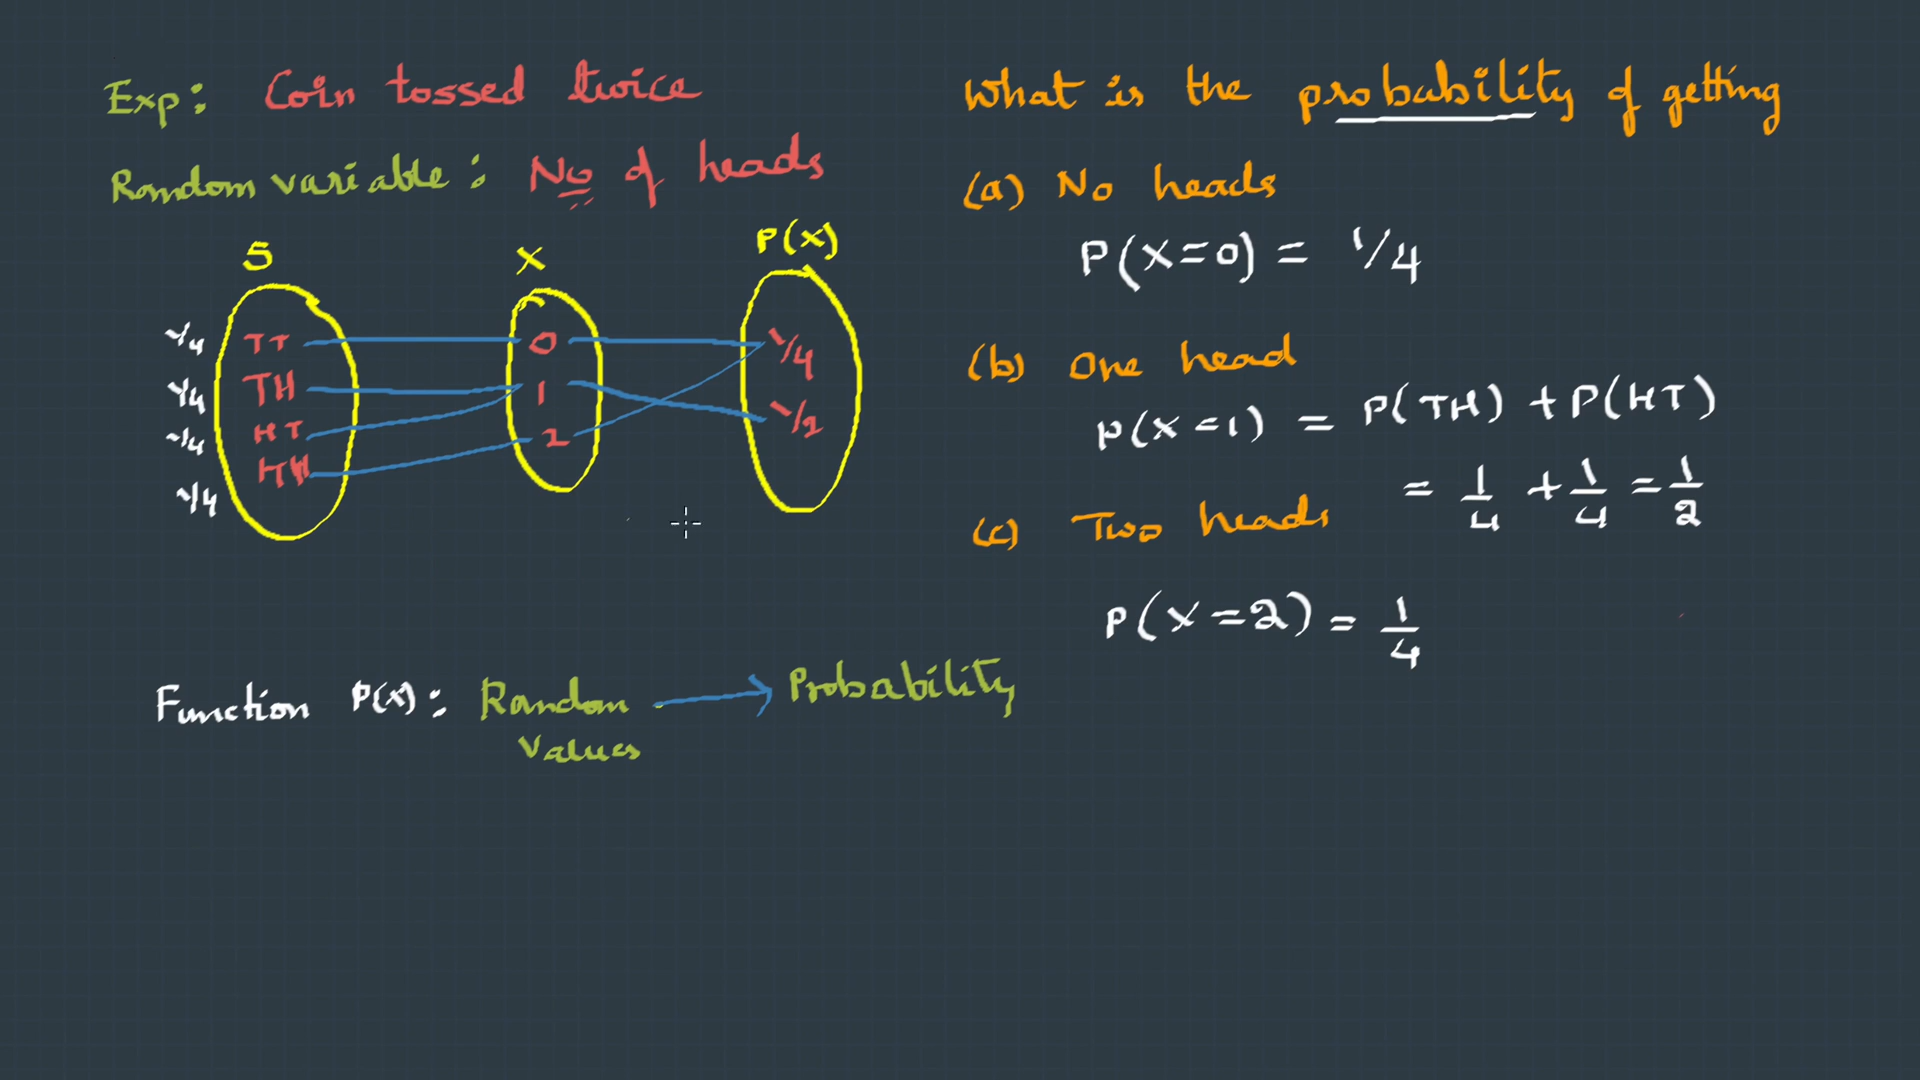 Exp: Coin tossed twice
Random variable: No of heads
S X P(X)
1/4 TT 0 1/4
1/4 TH 1 1/2
1/4 HT 2
1/4 HH
Function P(X): Random Values → Probability
What is the probability of getting
(a) No heads
P(X=0) = 1/4
(b) One head
P(X=1) = P(TH) + P(HT)
= 1/4 + 1/4 = 1/2
(c) Two heads
P(X=2) = 1/4